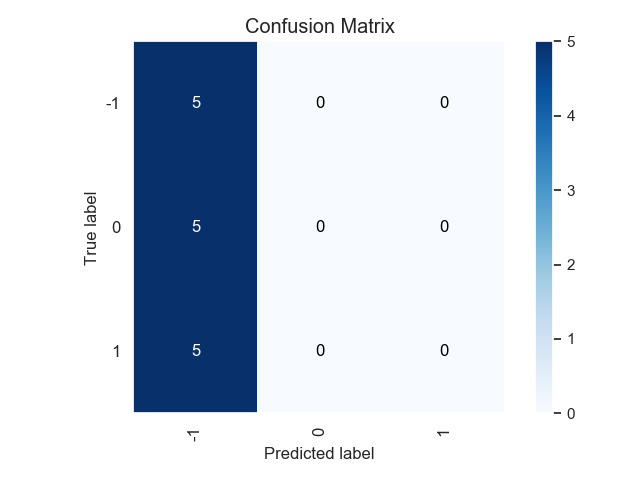 Confusion Matrix
True label
-1 5 0 0
0 5 0 0
1 5 0 0
-1 0 1
Predicted label
5
4
3
2
1
0